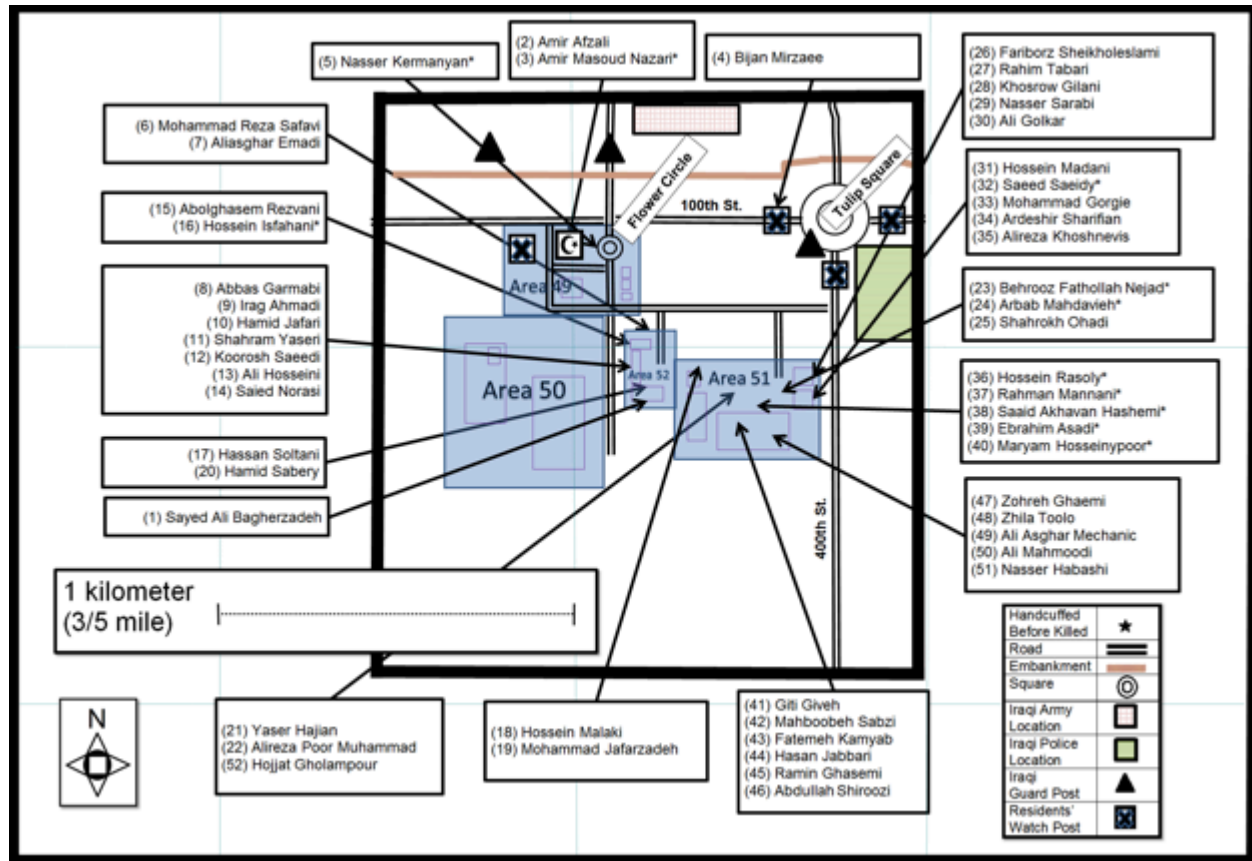 (5) Nasser Kermanyan*
(2) Amir Afzali
(3) Amir Masoud Nazari*
(4) Bijan Mirzaee
(26) Fariborz Sheikholeslami
(27) Rahim Tabari
(28) Khosrow Gilani
(29) Nasser Sarabi
(30) Ali Golkar
(6) Mohammad Reza Safavi
(7) Aliasghar Emadi
(15) Abolghasem Rezvani
(16) Hossein Isfahani*
(8) Abbas Garmabi
(9) Irag Ahmadi
(10) Hamid Jafari
(11) Shahram Yaseri
(12) Koorosh Saeedi
(13) Ali Hosseini
(14) Saied Norasi
(17) Hassan Soltani
(20) Hamid Sabery
(1) Sayed Ali Bagherzadeh
Flower Circle
100th St.
Tulip Square
Area 49
Area 50
Area 52
Area 51
400th St.
(31) Hossein Madani
(32) Saeed Saeidy*
(33) Mohammad Gorgie
(34) Ardeshir Sharifian
(35) Alireza Khoshnevis
(23) Behrooz Fathollah Nejad*
(24) Arbab Mahdavieh*
(25) Shahrokh Ohadi
(36) Hossein Rasoly*
(37) Rahman Mannani*
(38) Saaid Akhavan Hashemi*
(39) Ebrahim Asadi*
(40) Maryam Hosseinypoor*
(47) Zohreh Ghaemi
(48) Zhila Toolo
(49) Ali Asghar Mechanic
(50) Ali Mahmoodi
(51) Nasser Habashi
1 kilometer
(3/5 mile)
N
(21) Yaser Hajian
(22) Alireza Poor Muhammad
(52) Hojjat Gholampour
(18) Hossein Malaki
(19) Mohammad Jafarzadeh
(41) Giti Giveh
(42) Mahboobeh Sabzi
(43) Fatemeh Kamyab
(44) Hasan Jabbari
(45) Ramin Ghasemi
(46) Abdullah Shiroozi
Handcuffed
Before Killed
Road
Embankment
Square
Iraqi Army
Location
Iraqi Police
Location
Iraqi
Guard Post
Residents'
Watch Post